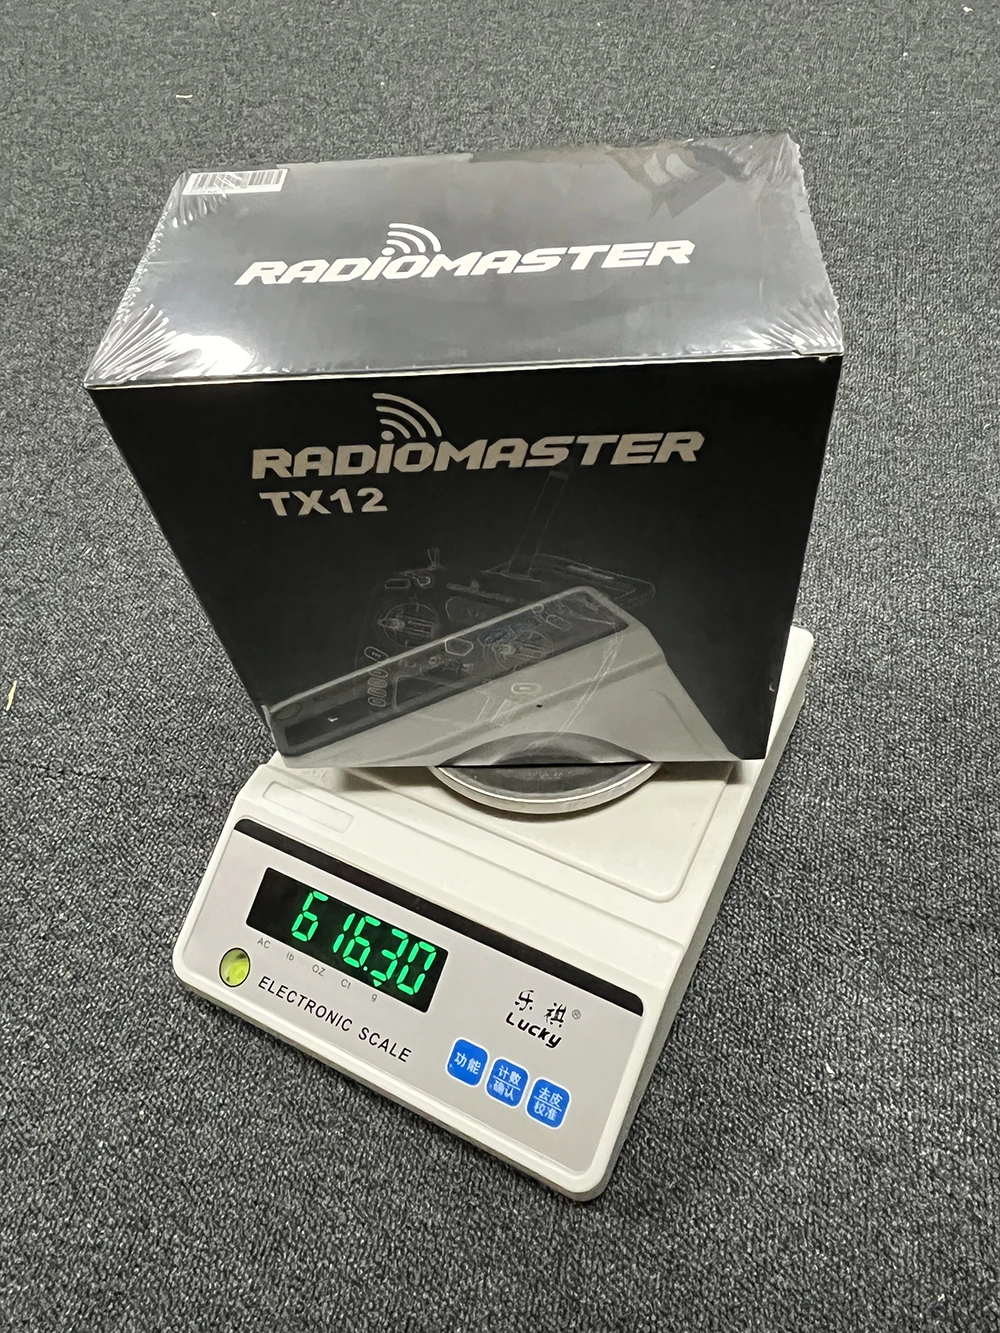 RADIOMASTER
RADIOMASTER
TX12
616.30
AC lb OZ Ct g
ELECTRONIC SCALE
乐祺®
Lucky
功能
计数
确认
去皮
校准